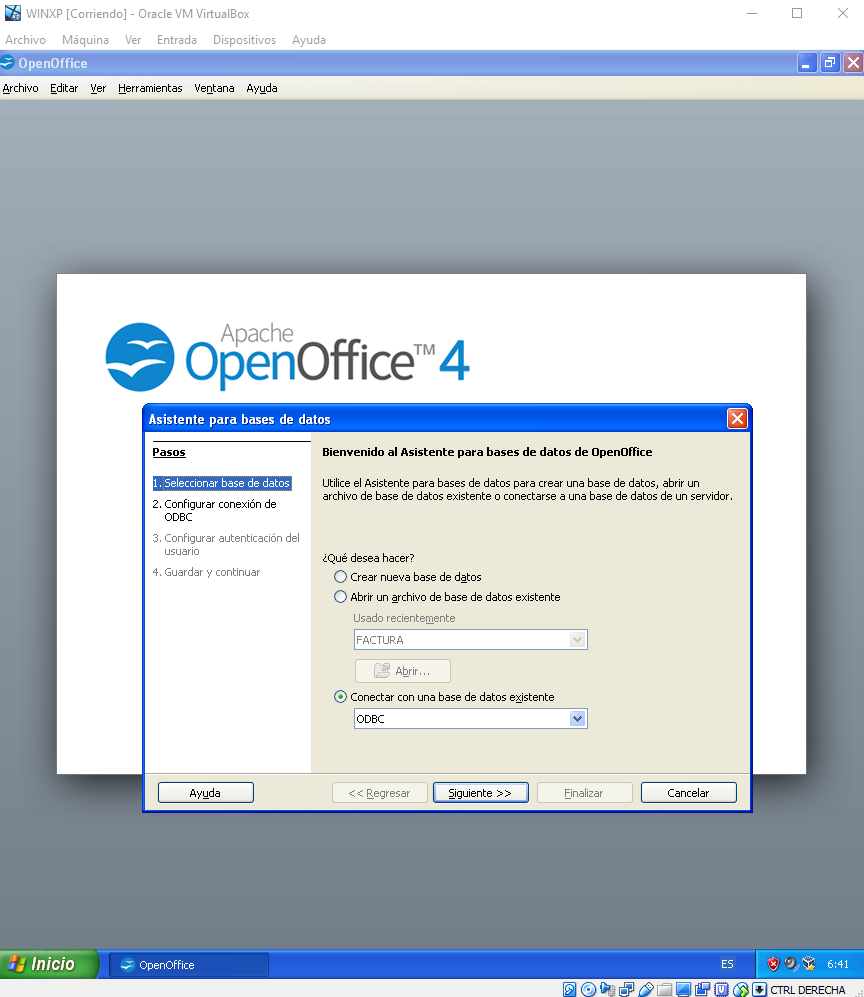 WINXP [Corriendo] - Oracle VM VirtualBox
Archivo Máquina Ver Entrada Dispositivos Ayuda
OpenOffice
Archivo Editar Ver Herramientas Ventana Ayuda
Apache
OpenOffice™ 4
Asistente para bases de datos
Pasos
1. Seleccionar base de datos
2. Configurar conexión de
ODBC
3. Configurar autenticación del
usuario
4. Guardar y continuar
Bienvenido al Asistente para bases de datos de OpenOffice
Utilice el Asistente para bases de datos para crear una base de datos, abrir un
archivo de base de datos existente o conectarse a una base de datos de un servidor.
¿Qué desea hacer?
Crear nueva base de datos
Abrir un archivo de base de datos existente
Usado recientemente
FACTURA
Abrir...
Conectar con una base de datos existente
ODBC
Ayuda << Regresar Siguiente >> Finalizar Cancelar
Inicio OpenOffice ES 6:41
CTRL DERECHA